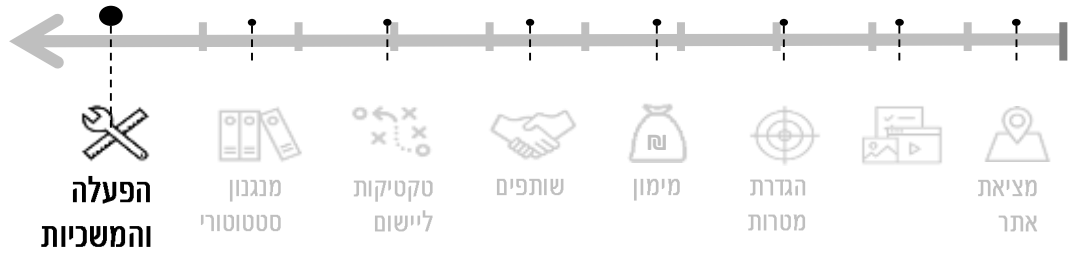 מציאת
אתר
הגדרת
מטרות
מימון
שותפים
טקטיקות
ליישום
מנגנון
סטטוטורי
הפעלה
והמשכיות